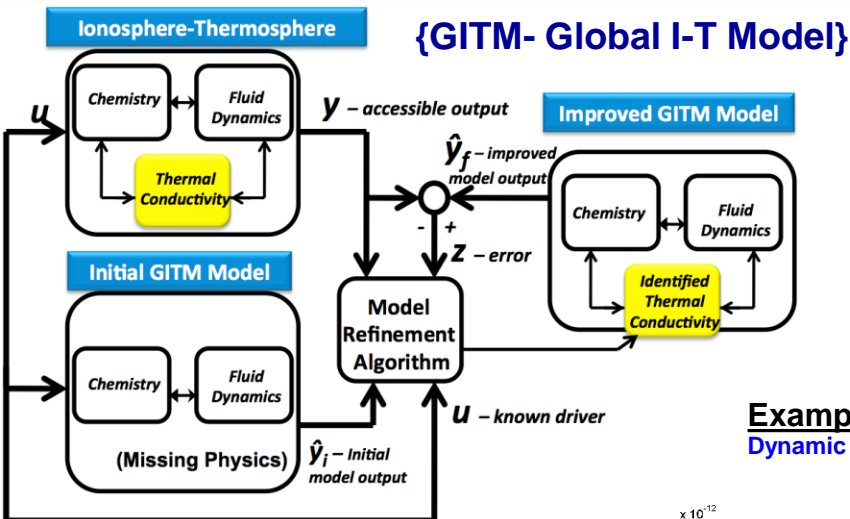 Ionosphere-Thermosphere
{GITM- Global I-T Model}
Chemistry
Fluid
Dynamics
Thermal
Conductivity
u
y – accessible output
Improved GITM Model
ŷf – improved
model output
- +
z – error
Chemistry
Fluid
Dynamics
Identified
Thermal
Conductivity
Initial GITM Model
Model
Refinement
Algorithm
Chemistry
Fluid
Dynamics
(Missing Physics)
ŷi – Initial
model output
u – known driver
Examp
Dynamic
x 10-12